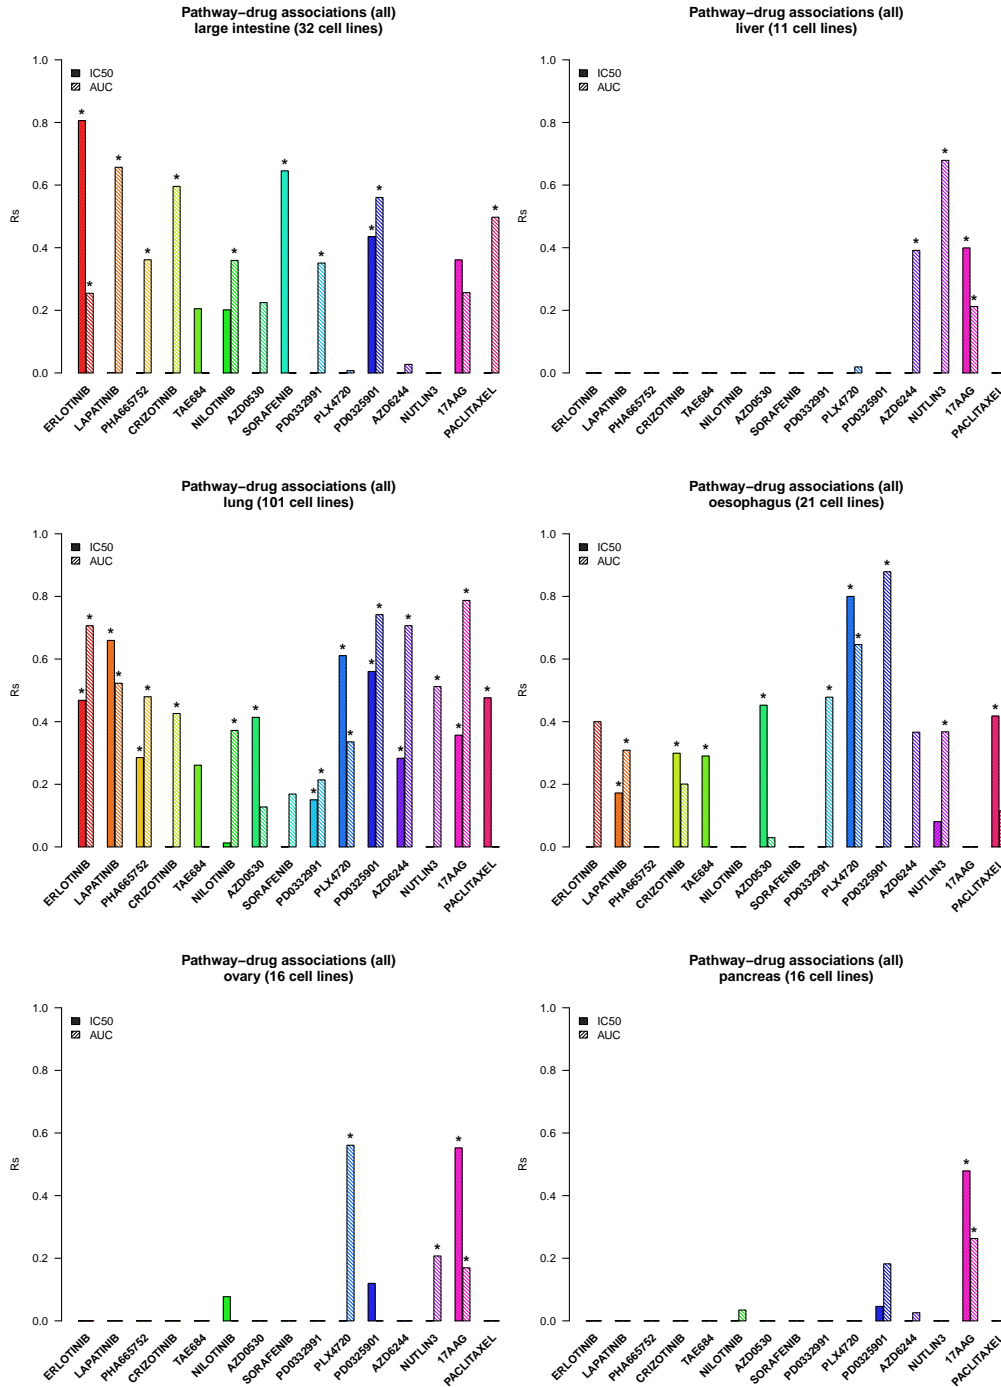 Pathway−drug associations (all)
large intestine (32 cell lines)
IC50
AUC
Rs
1.0
0.8
0.6
0.4
0.2
0.0
* * * * * * * * * * * *
ERLOTINIB
LAPATINIB
PHA665752
CRIZOTINIB
TAE684
NILOTINIB
AZD0530
SORAFENIB
PD0332991
PLX4720
PD0325901
AZD6244
NUTLIN3
17AAG
PACLITAXEL
Pathway−drug associations (all)
liver (11 cell lines)
IC50
AUC
Rs
1.0
0.8
0.6
0.4
0.2
0.0
* * * *
ERLOTINIB
LAPATINIB
PHA665752
CRIZOTINIB
TAE684
NILOTINIB
AZD0530
SORAFENIB
PD0332991
PLX4720
PD0325901
AZD6244
NUTLIN3
17AAG
PACLITAXEL
Pathway−drug associations (all)
lung (101 cell lines)
IC50
AUC
Rs
1.0
0.8
0.6
0.4
0.2
0.0
* * * * * * * * * * * * * * * * * * * * *
ERLOTINIB
LAPATINIB
PHA665752
CRIZOTINIB
TAE684
NILOTINIB
AZD0530
SORAFENIB
PD0332991
PLX4720
PD0325901
AZD6244
NUTLIN3
17AAG
PACLITAXEL
Pathway−drug associations (all)
oesophagus (21 cell lines)
IC50
AUC
Rs
1.0
0.8
0.6
0.4
0.2
0.0
* * * * * * * * * * *
ERLOTINIB
LAPATINIB
PHA665752
CRIZOTINIB
TAE684
NILOTINIB
AZD0530
SORAFENIB
PD0332991
PLX4720
PD0325901
AZD6244
NUTLIN3
17AAG
PACLITAXEL
Pathway−drug associations (all)
ovary (16 cell lines)
IC50
AUC
Rs
1.0
0.8
0.6
0.4
0.2
0.0
* * * *
ERLOTINIB
LAPATINIB
PHA665752
CRIZOTINIB
TAE684
NILOTINIB
AZD0530
SORAFENIB
PD0332991
PLX4720
PD0325901
AZD6244
NUTLIN3
17AAG
PACLITAXEL
Pathway−drug associations (all)
pancreas (16 cell lines)
IC50
AUC
Rs
1.0
0.8
0.6
0.4
0.2
0.0
* *
ERLOTINIB
LAPATINIB
PHA665752
CRIZOTINIB
TAE684
NILOTINIB
AZD0530
SORAFENIB
PD0332991
PLX4720
PD0325901
AZD6244
NUTLIN3
17AAG
PACLITAXEL